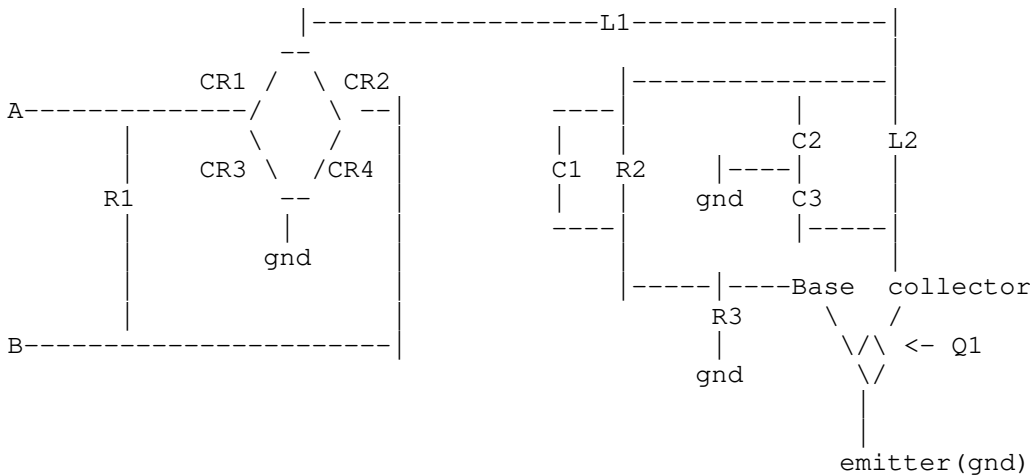 L1
CR1 CR2
A
C2 L2
CR3 CR4 C1 R2
R1 gnd C3
gnd
Base collector
R3
B <- Q1
gnd
emitter(gnd)